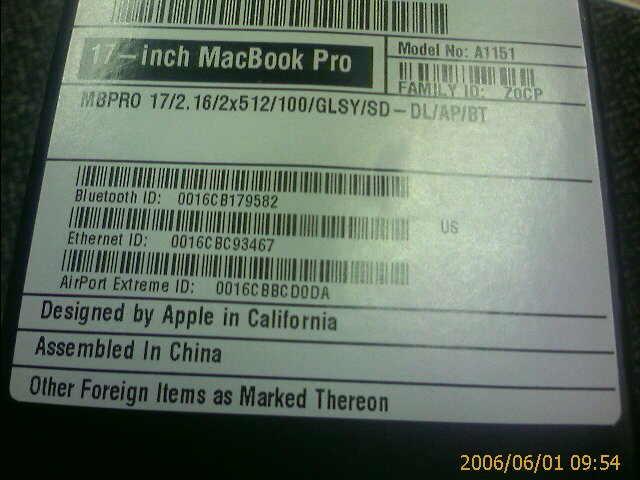 17-inch MacBook Pro
Model No: A1151
FAMILY ID: Z0CP
MBPRO 17/2.16/2x512/100/GLSY/SD-DL/AP/BT
Bluetooth ID: 0016CB179582
US
Ethernet ID: 0016CBC93467
AirPort Extreme ID: 0016CBBCD0DA
Designed by Apple in California
Assembled In China
Other Foreign Items as Marked Thereon
2006/06/01 09:54